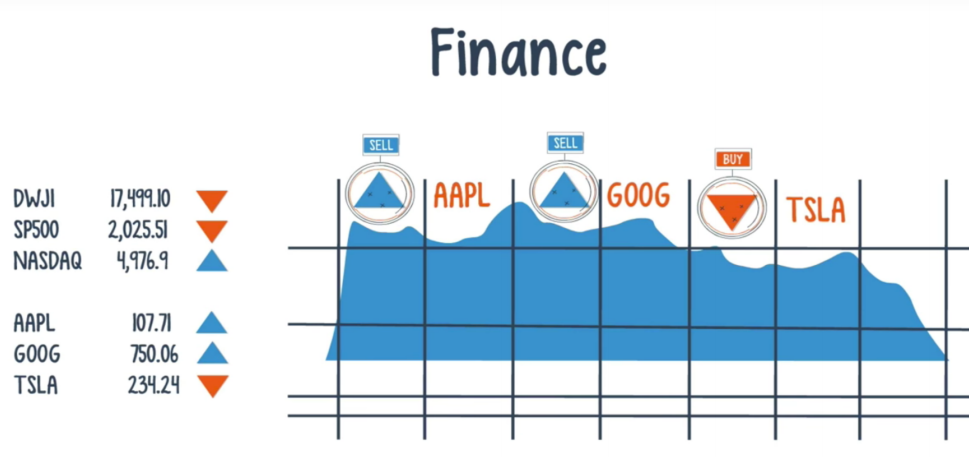 Finance
SELL
SELL
BUY
AAPL
GOOG
TSLA
DWJI 17,499.10
SP500 2,025.51
NASDAQ 4,976.9
AAPL 107.71
GOOG 750.06
TSLA 234.24